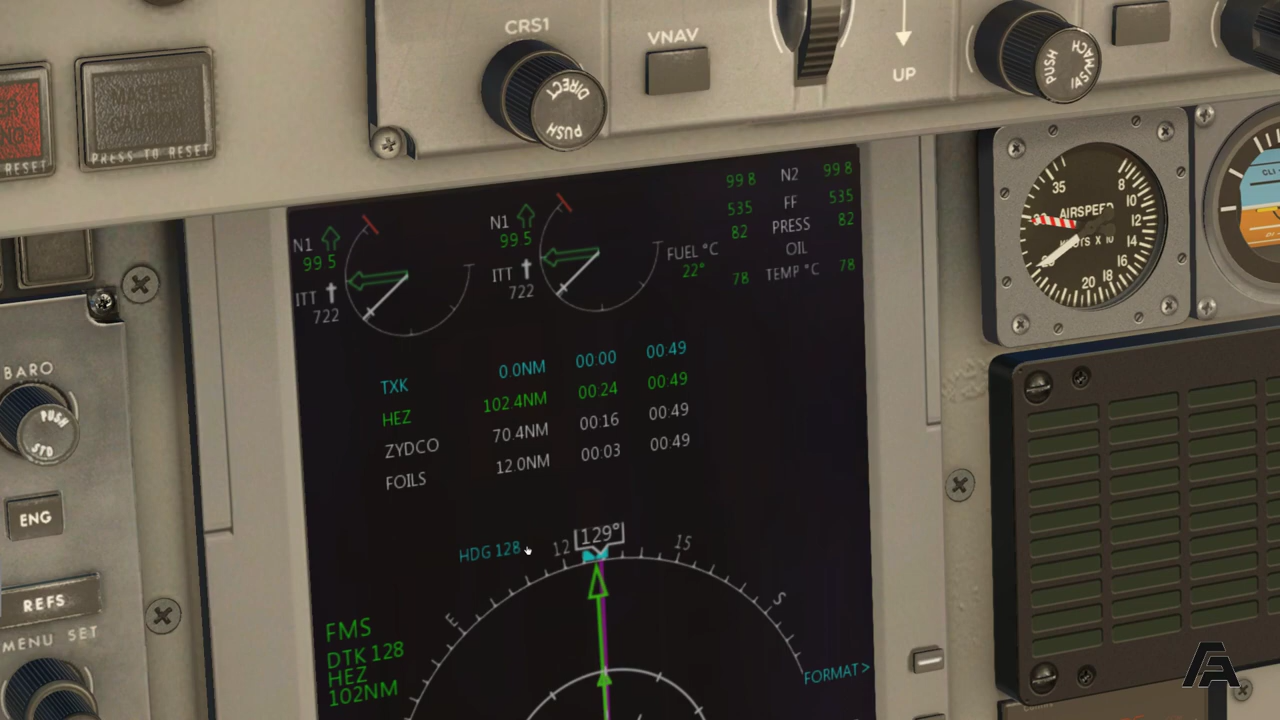 CRS1
VNAV
DIRECT
PUSH
UP
PUSH
IAS/MACH
MASTER
CAUTION
PRESS TO RESET
RESET
N1
99.5
ITT
722
N1
99.5
ITT
722
99 8 N2 99 8
535 FF 535
82 PRESS 82
OIL
78 TEMP °C 78
FUEL °C
22°
35
8
10
AIRSPEED
12
KNOTS X 10
14
16
18
20
TXK 0.0NM 00:00 00:49
HEZ 102.4NM 00:24 00:49
ZYDCO 70.4NM 00:16 00:49
FOILS 12.0NM 00:03 00:49
HDG 128
12
129°
15
E
S
FMS
DTK 128
HEZ
102NM
FORMAT>
BARO
PUSH
STD
ENG
REFS
MENU SET